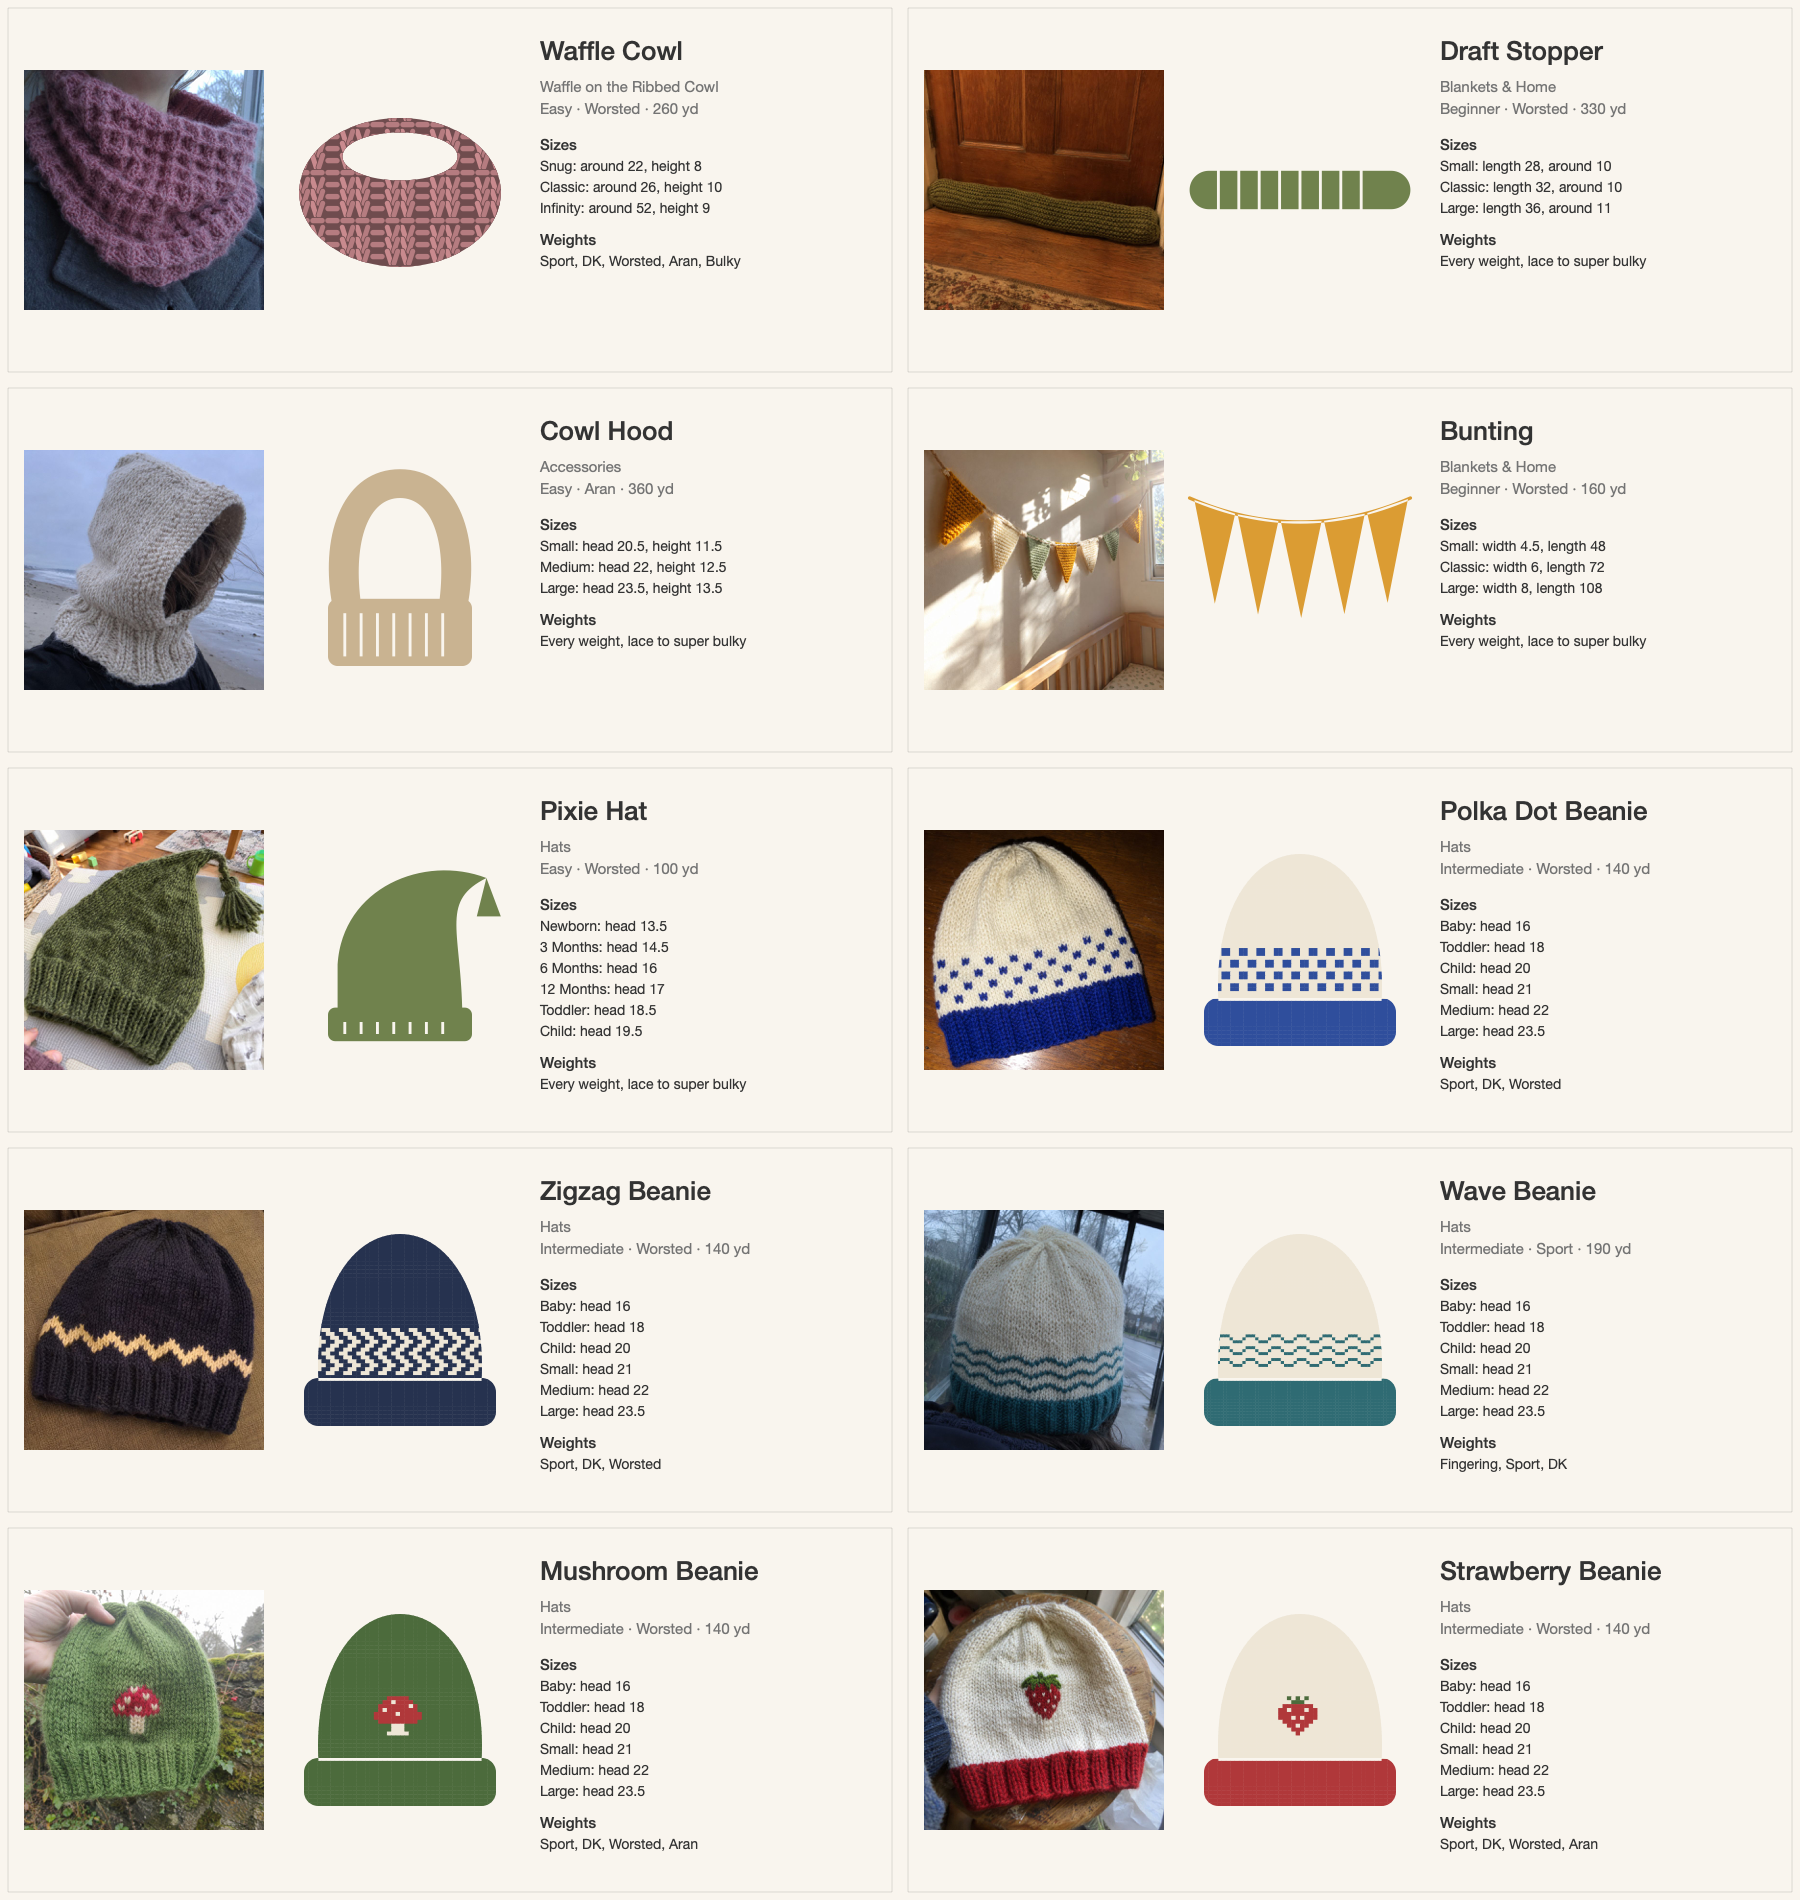 Waffle Cowl
Waffle on the Ribbed Cowl
Easy · Worsted · 260 yd
Sizes
Snug: around 22, height 8
Classic: around 26, height 10
Infinity: around 52, height 9
Weights
Sport, DK, Worsted, Aran, Bulky
Draft Stopper
Blankets & Home
Beginner · Worsted · 330 yd
Sizes
Small: length 28, around 10
Classic: length 32, around 10
Large: length 36, around 11
Weights
Every weight, lace to super bulky
Cowl Hood
Accessories
Easy · Aran · 360 yd
Sizes
Small: head 20.5, height 11.5
Medium: head 22, height 12.5
Large: head 23.5, height 13.5
Weights
Every weight, lace to super bulky
Bunting
Blankets & Home
Beginner · Worsted · 160 yd
Sizes
Small: width 4.5, length 48
Classic: width 6, length 72
Large: width 8, length 108
Weights
Every weight, lace to super bulky
Pixie Hat
Hats
Easy · Worsted · 100 yd
Sizes
Newborn: head 13.5
3 Months: head 14.5
6 Months: head 16
12 Months: head 17
Toddler: head 18.5
Child: head 19.5
Weights
Every weight, lace to super bulky
Polka Dot Beanie
Hats
Intermediate · Worsted · 140 yd
Sizes
Baby: head 16
Toddler: head 18
Child: head 20
Small: head 21
Medium: head 22
Large: head 23.5
Weights
Sport, DK, Worsted
Zigzag Beanie
Hats
Intermediate · Worsted · 140 yd
Sizes
Baby: head 16
Toddler: head 18
Child: head 20
Small: head 21
Medium: head 22
Large: head 23.5
Weights
Sport, DK, Worsted
Wave Beanie
Hats
Intermediate · Sport · 190 yd
Sizes
Baby: head 16
Toddler: head 18
Child: head 20
Small: head 21
Medium: head 22
Large: head 23.5
Weights
Fingering, Sport, DK
Mushroom Beanie
Hats
Intermediate · Worsted · 140 yd
Sizes
Baby: head 16
Toddler: head 18
Child: head 20
Small: head 21
Medium: head 22
Large: head 23.5
Weights
Sport, DK, Worsted, Aran
Strawberry Beanie
Hats
Intermediate · Worsted · 140 yd
Sizes
Baby: head 16
Toddler: head 18
Child: head 20
Small: head 21
Medium: head 22
Large: head 23.5
Weights
Sport, DK, Worsted, Aran